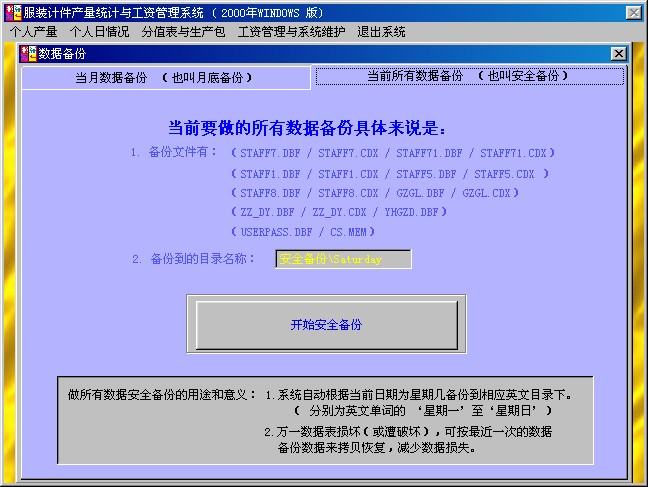 服装计件产量统计与工资管理系统 （2000年WINDOWS 版）
个人产量 个人日情况 分值表与生产包 工资管理与系统维护 退出系统
数据备份
当月数据备份 （也叫月底备份） 当前所有数据备份 （也叫安全备份）
当前要做的所有数据备份具体来说是：
1. 备份文件有： （STAFF7.DBF / STAFF7.CDX / STAFF71.DBF / STAFF71.CDX）
（STAFF1.DBF / STAFF1.CDX / STAFF5.DBF / STAFF5.CDX ）
（STAFF8.DBF / STAFF8.CDX / GZGL.DBF / GZGL.CDX）
（ZZ_DY.DBF / ZZ_DY.CDX / YHGZD.DBF）
（USERPASS.DBF / CS.MEM）
2. 备份到的目录名称： 安全备份\Saturday
开始安全备份
做所有数据安全备份的用途和意义： 1.系统自动根据当前日期为星期几备份到相应英文目录下。
（ 分别为英文单词的 ‘星期一’至‘星期日’）
2.万一数据表损坏（或遭破坏），可按最近一次的数据
备份数据来拷贝恢复，减少数据损失。